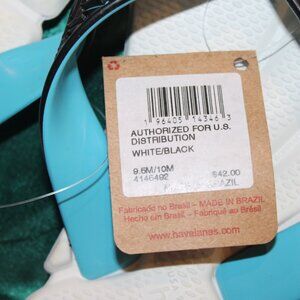 1 96405 14346 3
AUTHORIZED FOR U.S.
DISTRIBUTION
WHITE/BLACK
9.5M/10M
4146492 $42.00
BRAZIL
Fabricado no Brasil – MADE IN BRAZIL
Hecho en Brasil – Fabriqué au Brésil
www.havaianas.com